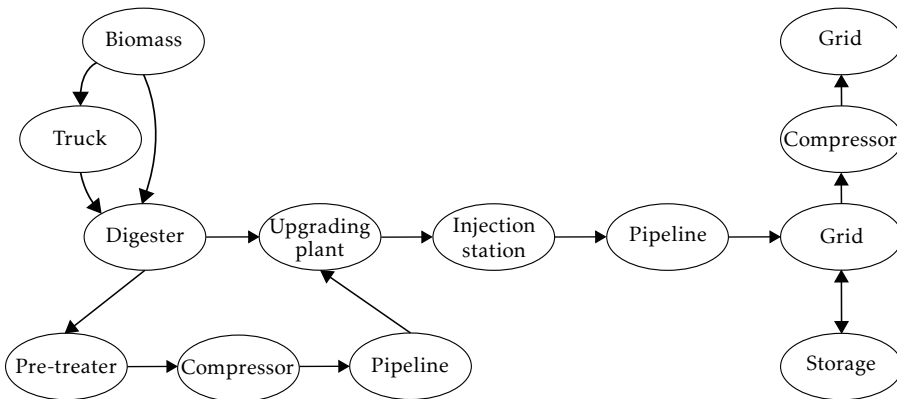 Biomass
Grid
Truck
Compressor
Digester
Upgrading
plant
Injection
station
Pipeline
Grid
Pre-treater
Compressor
Pipeline
Storage